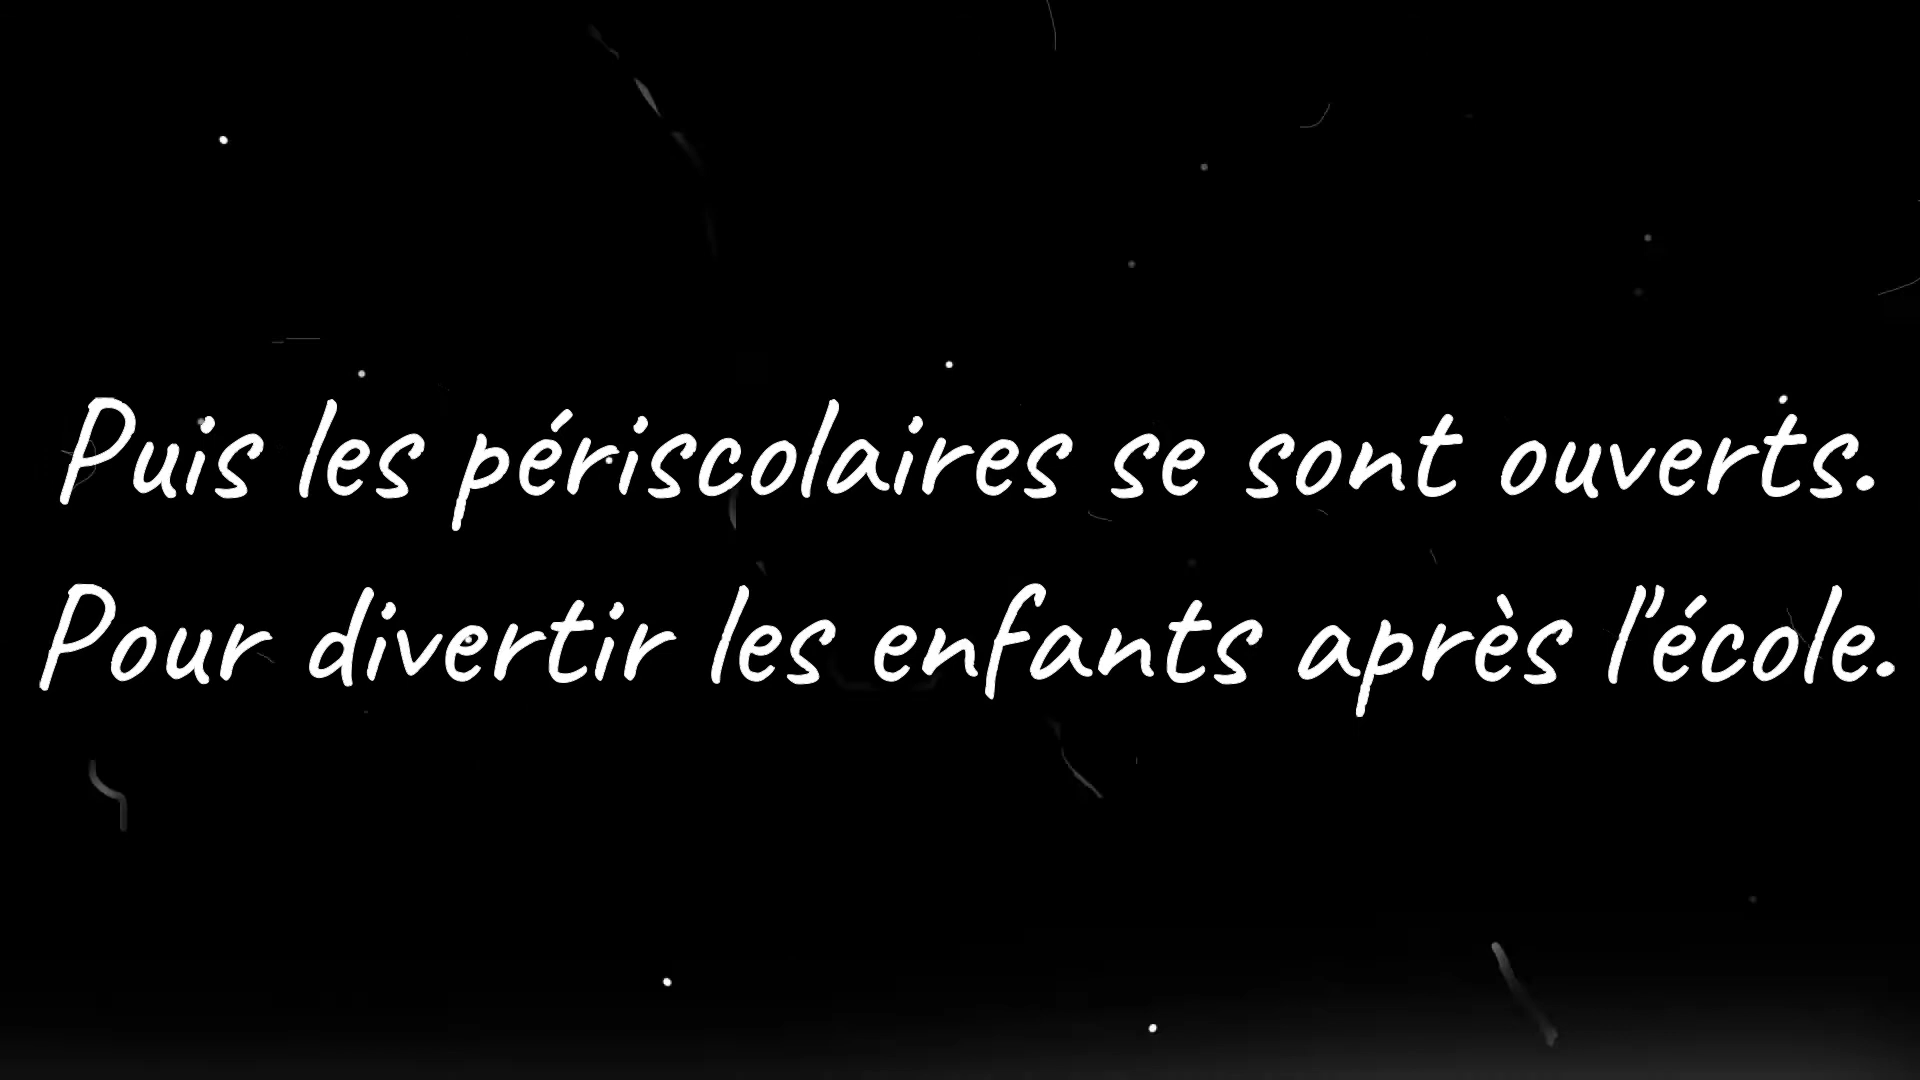 Puis les périscolaires se sont ouverts.
Pour divertir les enfants après l'école.